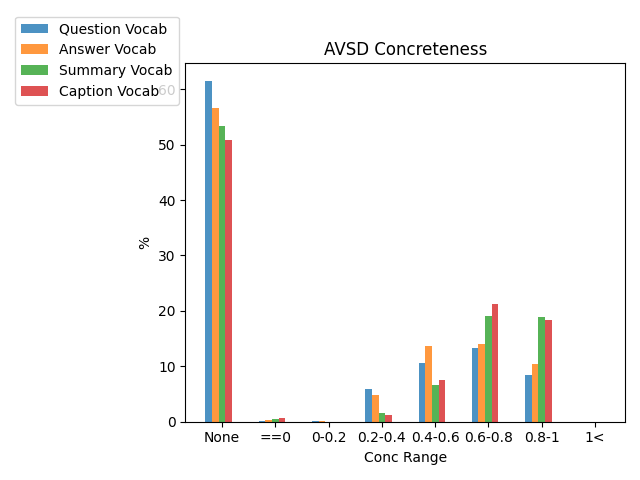 Question Vocab
Answer Vocab
Summary Vocab
Caption Vocab
AVSD Concreteness
60
50
40
30
20
10
0
%
None ==0 0-0.2 0.2-0.4 0.4-0.6 0.6-0.8 0.8-1 1<
Conc Range